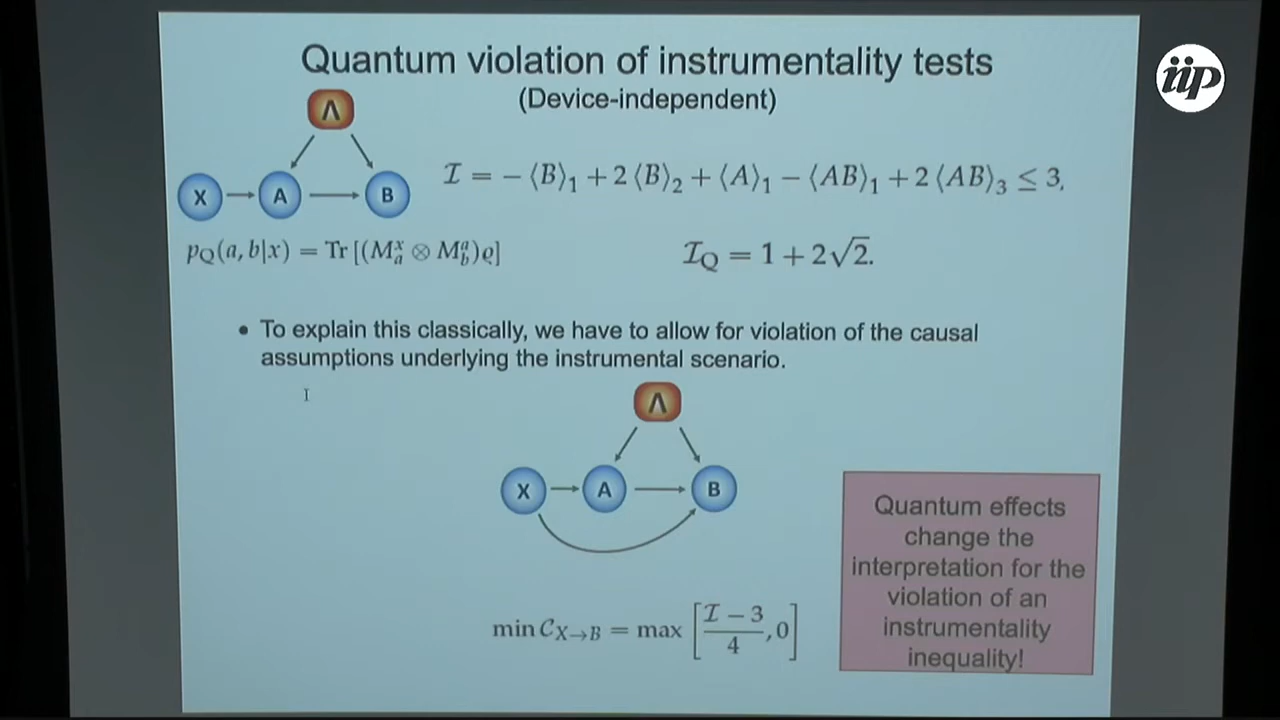 Quantum violation of instrumentality tests
(Device-independent)
iip
Λ
X A B
𝓘 = − ⟨B⟩₁ + 2 ⟨B⟩₂ + ⟨A⟩₁ − ⟨AB⟩₁ + 2 ⟨AB⟩₃ ≤ 3.
p_Q(a, b|x) = Tr [(M_a^x ⊗ M_b^a)ϱ]
𝓘_Q = 1 + 2√2.
• To explain this classically, we have to allow for violation of the causal
assumptions underlying the instrumental scenario.
Λ
X A B
min 𝒞_{X→B} = max [(𝓘 − 3)/4, 0]
Quantum effects
change the
interpretation for the
violation of an
instrumentality
inequality!